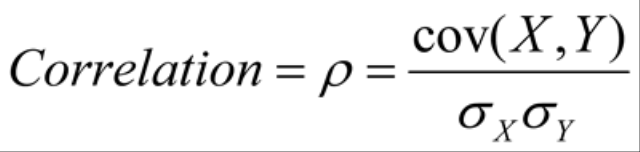 Correlation = ρ = cov(X,Y) / σ_X σ_Y